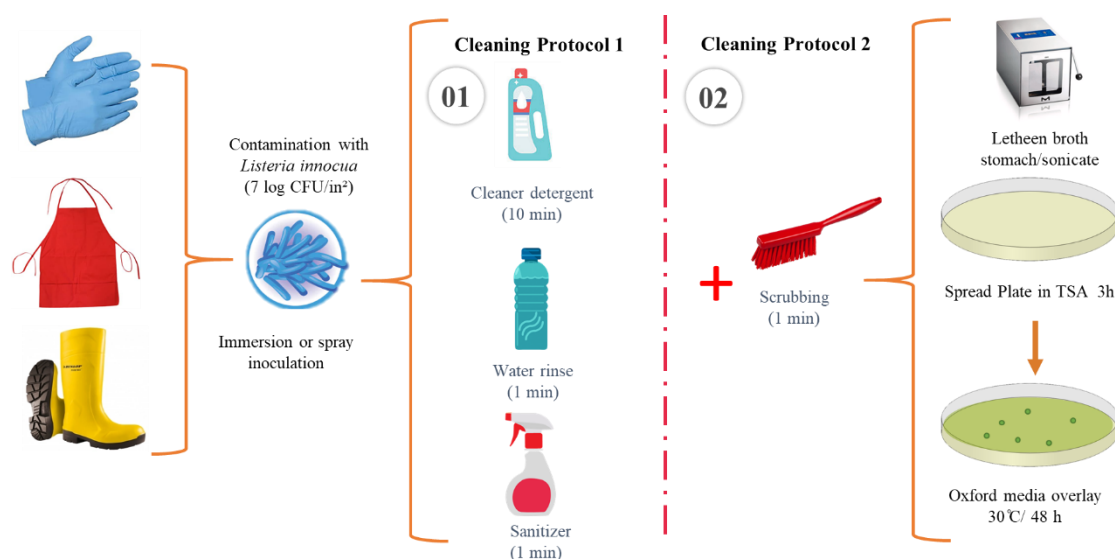 Contamination with
Listeria innocua
(7 log CFU/in²)
Immersion or spray
inoculation
Cleaning Protocol 1
01
Cleaner detergent
(10 min)
Water rinse
(1 min)
Sanitizer
(1 min)
Cleaning Protocol 2
02
+
Scrubbing
(1 min)
Letheen broth
stomach/sonicate
Spread Plate in TSA 3h
Oxford media overlay
30°C/ 48 h